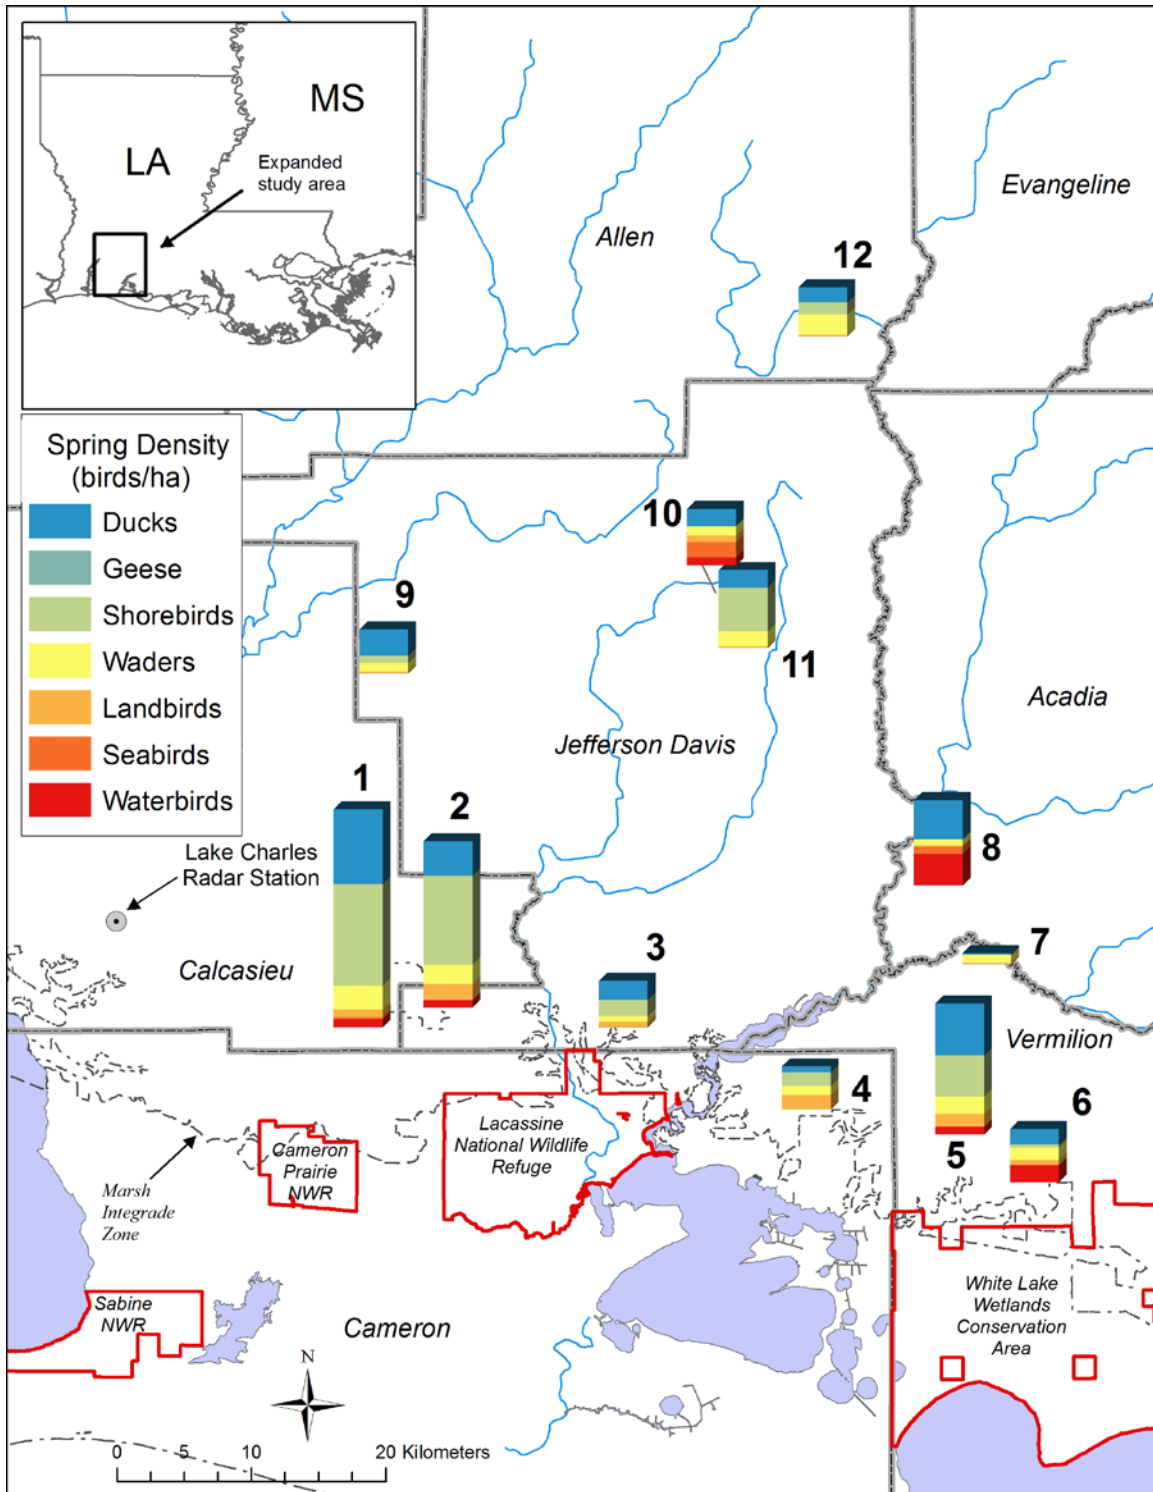 MS
LA
Expanded
study area
Evangeline
Allen
12
Spring Density
(birds/ha)
Ducks
Geese
Shorebirds
Waders
Landbirds
Seabirds
Waterbirds
10
9
11
Acadia
Jefferson Davis
1
2
8
Lake Charles
Radar Station
3
7
Calcasieu
Vermilion
4
6
5
Lacassine
National Wildlife
Refuge
Cameron
Prairie
NWR
Marsh
Integrade
Zone
White Lake
Wetlands
Conservation
Area
Sabine
NWR
Cameron
N
0 5 10 20 Kilometers